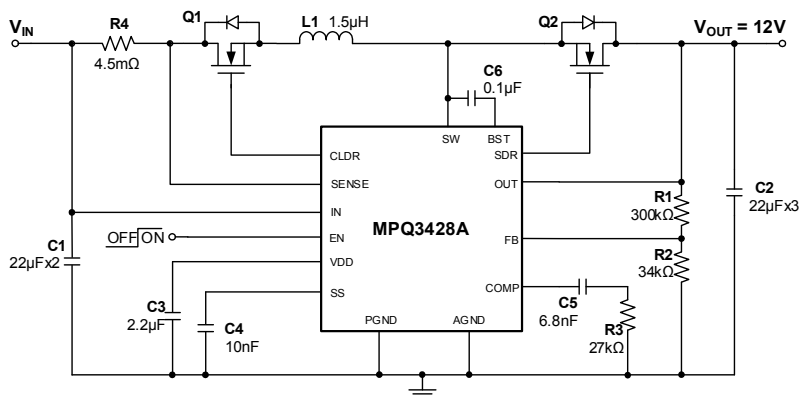 V_IN
R4
4.5mΩ
Q1
L1 1.5µH
Q2
V_OUT = 12V
C6
0.1µF
SW
BST
CLDR
SDR
SENSE
OUT
IN
MPQ3428A
R1
300kΩ
C2
22µFx3
OFF ON
EN
FB
R2
34kΩ
C1
22µFx2
VDD
SS
COMP
C3
2.2µF
C4
10nF
PGND
AGND
C5
6.8nF
R3
27kΩ